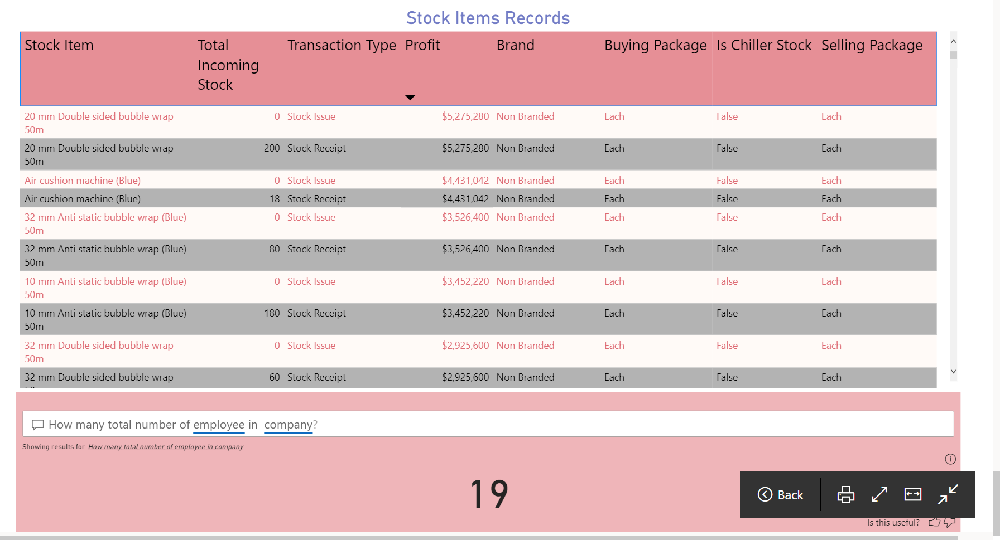 Stock Items Records
Stock Item Total Incoming Stock Transaction Type Profit Brand Buying Package Is Chiller Stock Selling Package
20 mm Double sided bubble wrap 0 Stock Issue $5,275,280 Non Branded Each False Each
50m
20 mm Double sided bubble wrap 200 Stock Receipt $5,275,280 Non Branded Each False Each
50m
Air cushion machine (Blue) 0 Stock Issue $4,431,042 Non Branded Each False Each
Air cushion machine (Blue) 18 Stock Receipt $4,431,042 Non Branded Each False Each
32 mm Anti static bubble wrap (Blue) 0 Stock Issue $3,526,400 Non Branded Each False Each
50m
32 mm Anti static bubble wrap (Blue) 80 Stock Receipt $3,526,400 Non Branded Each False Each
50m
10 mm Anti static bubble wrap (Blue) 0 Stock Issue $3,452,220 Non Branded Each False Each
50m
10 mm Anti static bubble wrap (Blue) 180 Stock Receipt $3,452,220 Non Branded Each False Each
50m
32 mm Double sided bubble wrap 0 Stock Issue $2,925,600 Non Branded Each False Each
50m
32 mm Double sided bubble wrap 60 Stock Receipt $2,925,600 Non Branded Each False Each
How many total number of employee in company?
Showing results for How many total number of employee in company
19
Back
Is this useful?